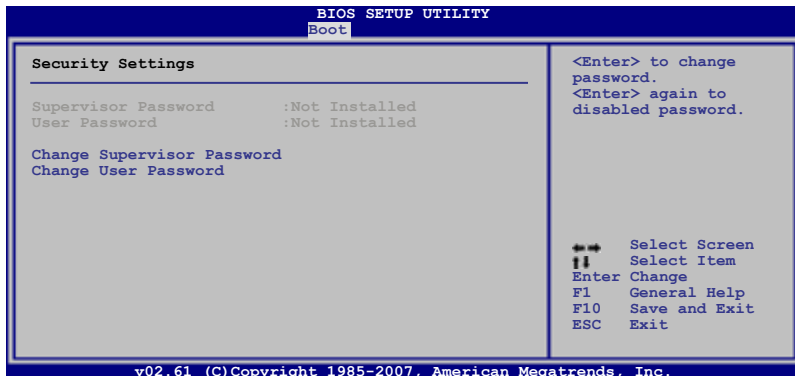 BIOS SETUP UTILITY
Boot
Security Settings
Supervisor Password :Not Installed
User Password :Not Installed
Change Supervisor Password
Change User Password
<Enter> to change
password.
<Enter> again to
disabled password.
Select Screen
Select Item
Enter Change
F1 General Help
F10 Save and Exit
ESC Exit
v02.61 (C)Copyright 1985-2007, American Megatrends, Inc.